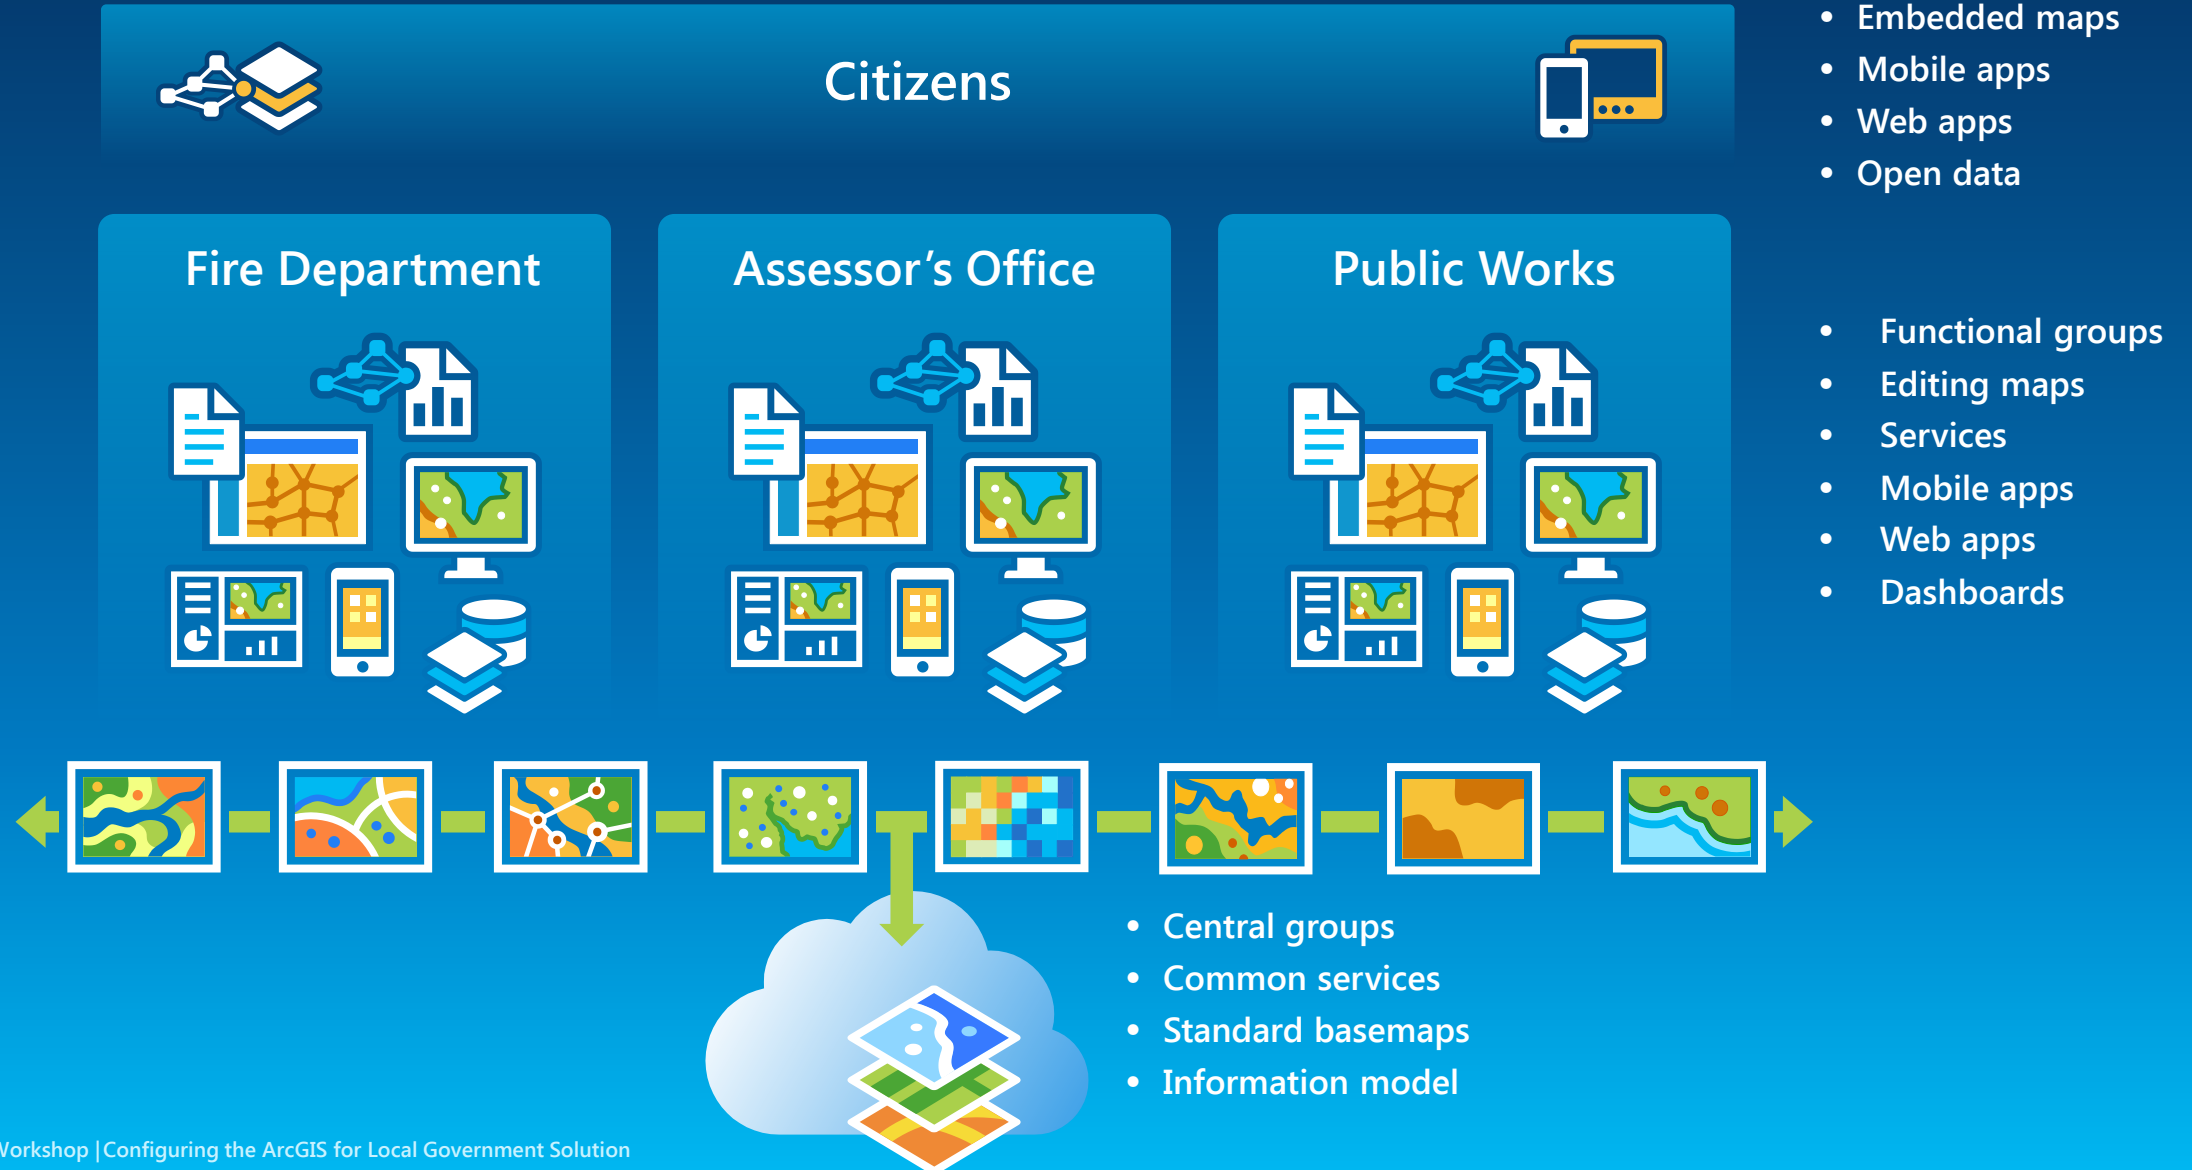 Citizens
• Embedded maps
• Mobile apps
• Web apps
• Open data
Fire Department
Assessor's Office
Public Works
• Functional groups
• Editing maps
• Services
• Mobile apps
• Web apps
• Dashboards
• Central groups
• Common services
• Standard basemaps
• Information model
Workshop | Configuring the ArcGIS for Local Government Solution